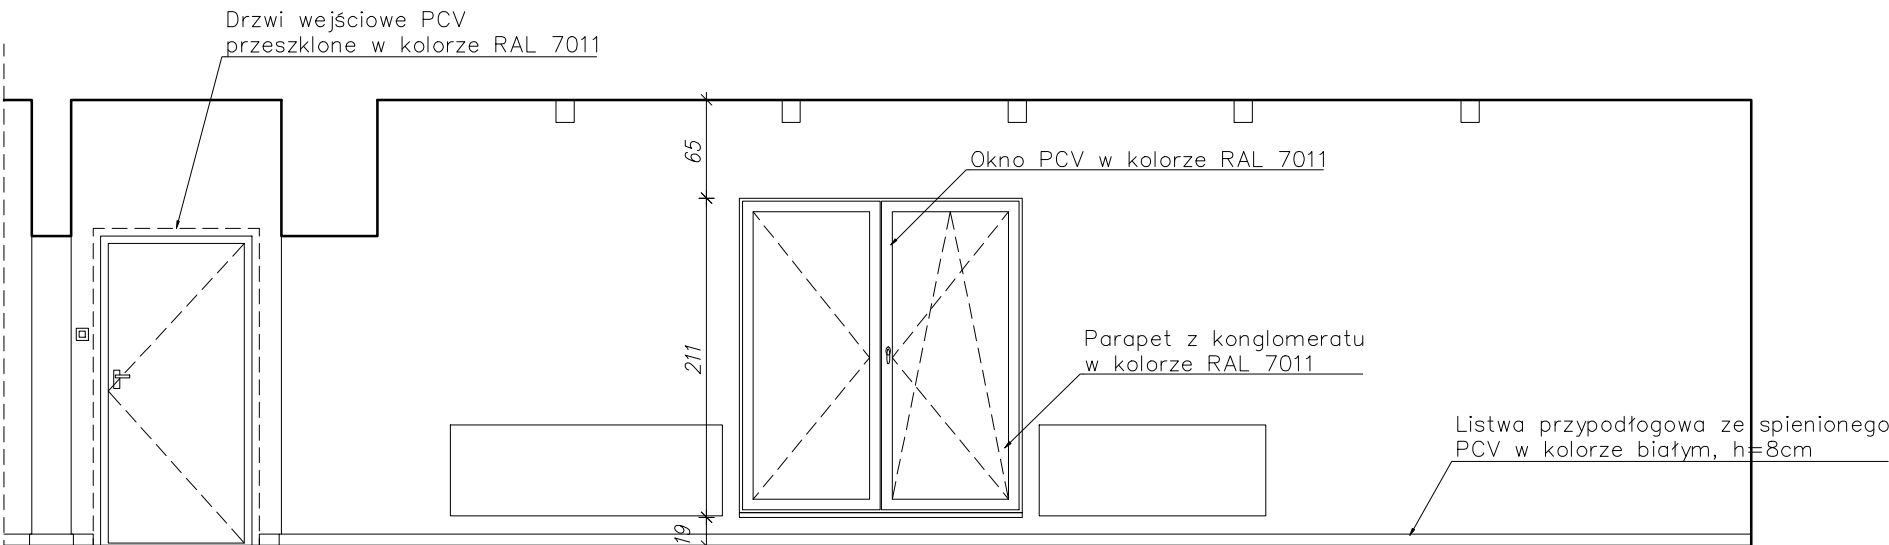 Drzwi wejściowe PCV
przeszklone w kolorze RAL 7011
65
Okno PCV w kolorze RAL 7011
211
Parapet z konglomeratu
w kolorze RAL 7011
Listwa przypodłogowa ze spienionego
PCV w kolorze białym, h=8cm
19